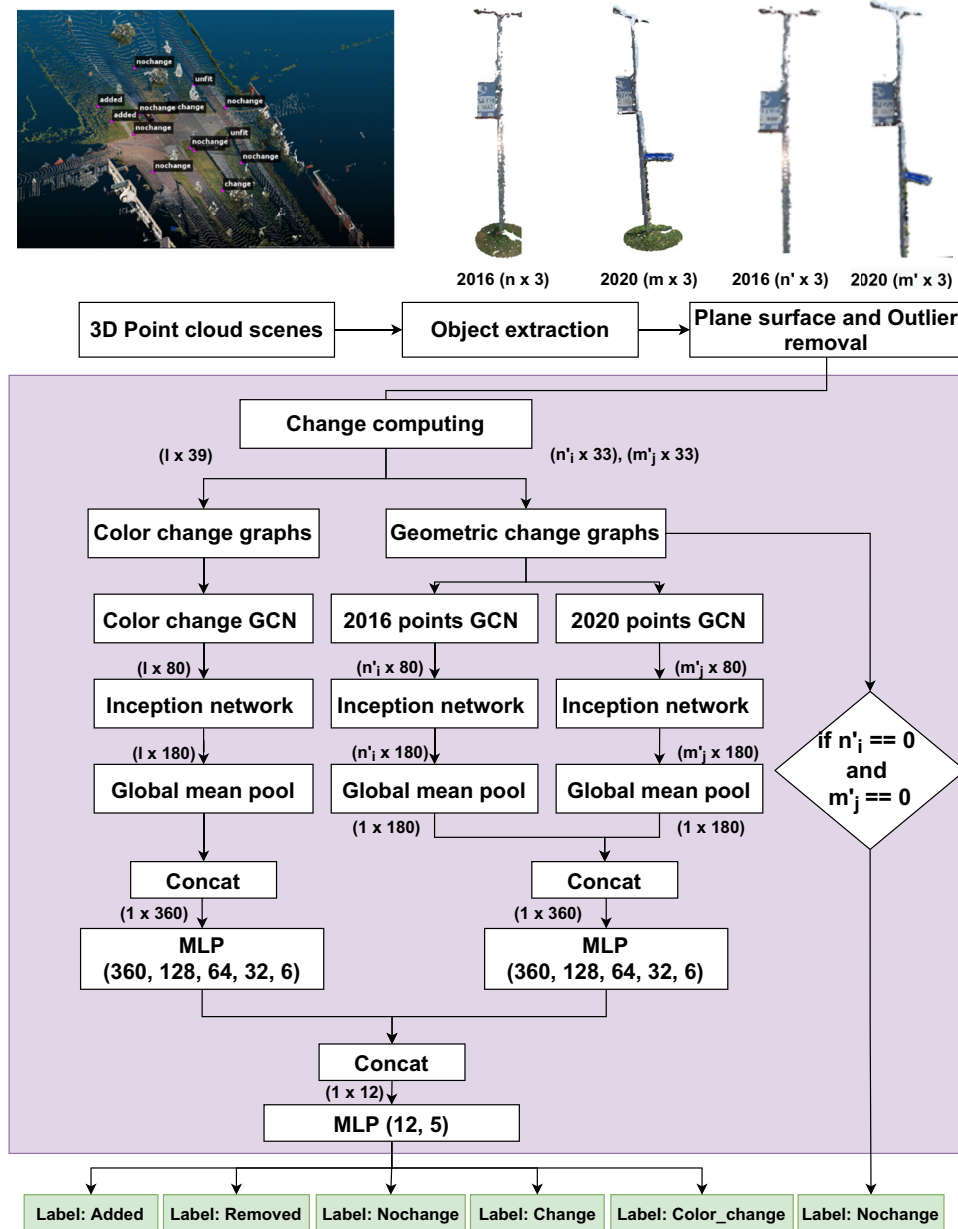 nochange
unfit
added
nochange
change
nochange
added
nochange
unfit
nochange
nochange
nochange
change
2016 (n x 3)
2020 (m x 3)
2016 (n' x 3)
2020 (m' x 3)
3D Point cloud scenes
Object extraction
Plane surface and Outlier
removal
Change computing
(l x 39)
(n'i x 33), (m'j x 33)
Color change graphs
Geometric change graphs
Color change GCN
2016 points GCN
2020 points GCN
(l x 80)
(n'i x 80)
(m'j x 80)
Inception network
Inception network
Inception network
(l x 180)
(n'i x 180)
(m'j x 180)
if n'i == 0
and
m'j == 0
Global mean pool
Global mean pool
Global mean pool
(1 x 180)
(1 x 180)
Concat
Concat
(1 x 360)
(1 x 360)
MLP
(360, 128, 64, 32, 6)
MLP
(360, 128, 64, 32, 6)
Concat
(1 x 12)
MLP (12, 5)
Label: Added
Label: Removed
Label: Nochange
Label: Change
Label: Color_change
Label: Nochange